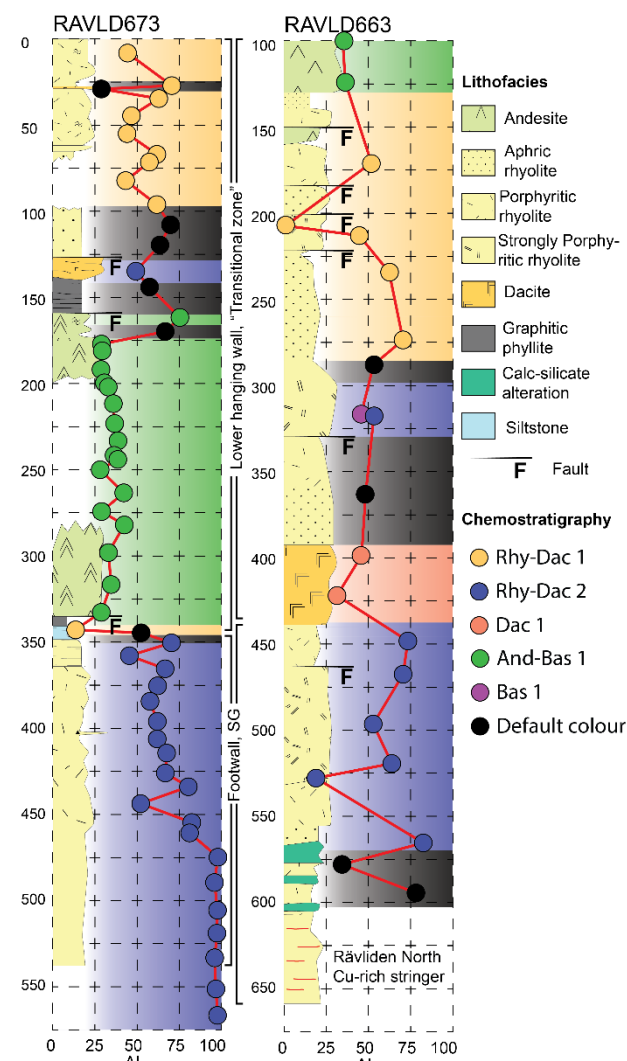 RAVLD673
RAVLD663
0
50
100
150
200
250
300
350
400
450
500
550
F
F
F
Lower hanging wall, "Transitional zone"
Footwall, SG
0 25 50 75 100
100
150
200
250
300
350
400
450
500
550
600
650
F
F
F
F
F
F
Rävliden North
Cu-rich stringer
0 25 50 75 100
Lithofacies
Andesite
Aphric
rhyolite
Porphyritic
rhyolite
Strongly Porphy-
ritic rhyolite
Dacite
Graphitic
phyllite
Calc-silicate
alteration
Siltstone
F Fault
Chemostratigraphy
Rhy-Dac 1
Rhy-Dac 2
Dac 1
And-Bas 1
Bas 1
Default colour